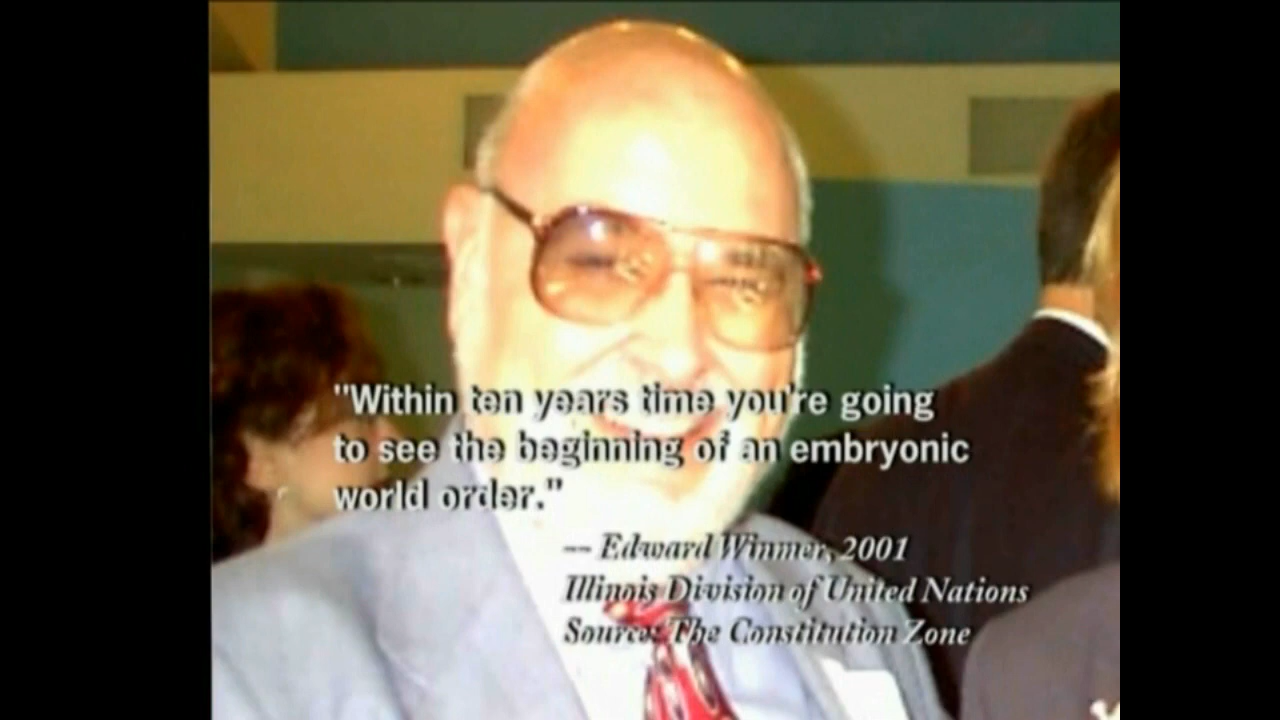 "Within ten years time you're going
to see the beginning of an embryonic
world order."
-- Edward Winmer, 2001
Illinois Division of United Nations
Source: The Constitution Zone